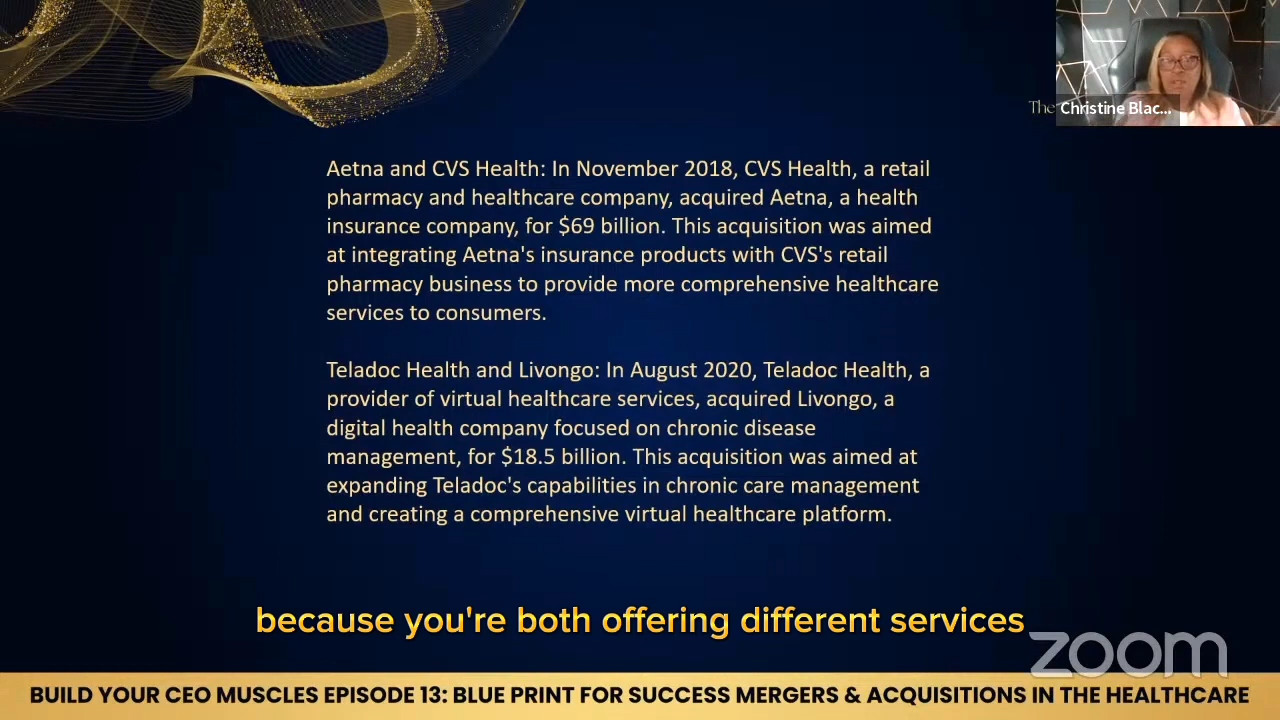 The
Christine Blac...
Aetna and CVS Health: In November 2018, CVS Health, a retail
pharmacy and healthcare company, acquired Aetna, a health
insurance company, for $69 billion. This acquisition was aimed
at integrating Aetna's insurance products with CVS's retail
pharmacy business to provide more comprehensive healthcare
services to consumers.
Teladoc Health and Livongo: In August 2020, Teladoc Health, a
provider of virtual healthcare services, acquired Livongo, a
digital health company focused on chronic disease
management, for $18.5 billion. This acquisition was aimed at
expanding Teladoc's capabilities in chronic care management
and creating a comprehensive virtual healthcare platform.
because you're both offering different services
zoom
BUILD YOUR CEO MUSCLES EPISODE 13: BLUE PRINT FOR SUCCESS MERGERS & ACQUISITIONS IN THE HEALTHCARE